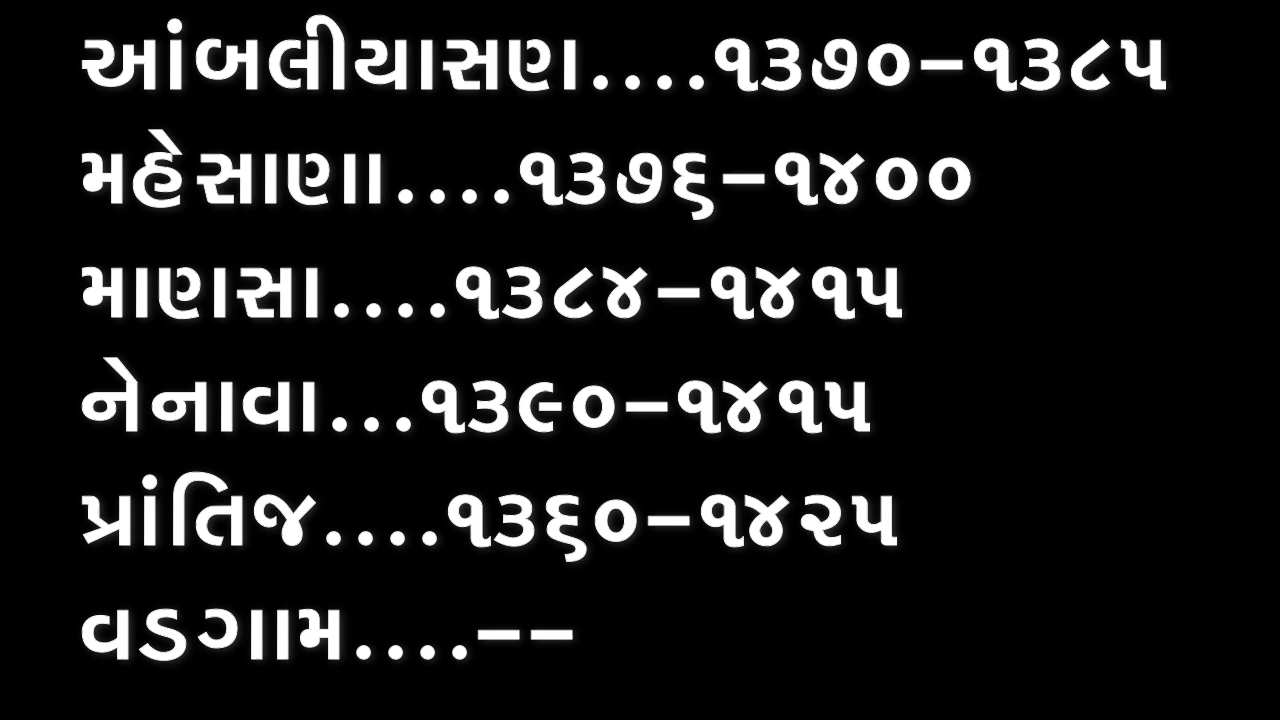 આંબલીયાસણ....૧૩૭૦-૧૩૮૫
મહેસાણા....૧૩૭૬-૧૪૦૦
માણસા....૧૩૮૪-૧૪૧૫
નેનાવા...૧૩૯૦-૧૪૧૫
પ્રાંતિજ....૧૩૬૦-૧૪૨૫
વડગામ....--